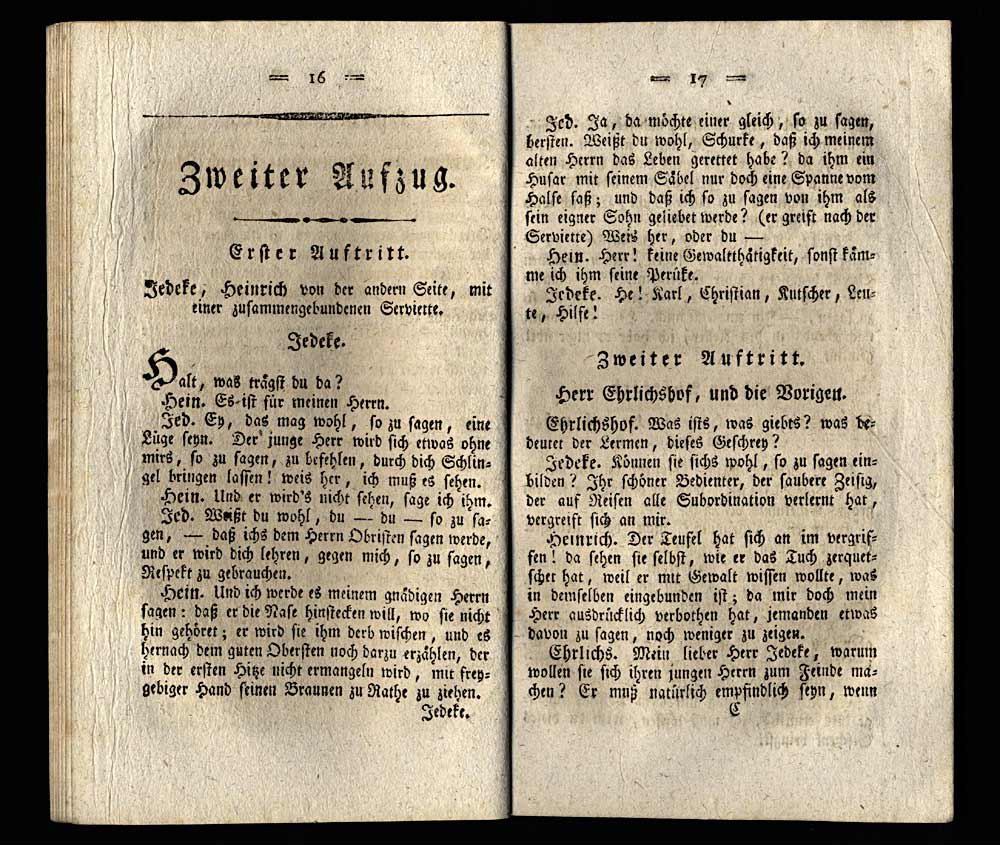 = 16 =
Zweiter Aufzug.
Erster Auftritt.
Jedeke, Heinrich von der andern Seite, mit
einer zusammengebundenen Serviette.
Jedeke.
Halt, was trägst du da?
Hein. Es ist für meinen Herrn.
Jed. Ey, das mag wohl, so zu sagen, eine
Lüge seyn. Der junge Herr wird sich etwas ohne
mirs, so zu sagen, zu befehlen, durch dich Schlin-
gel bringen lassen! weis her, ich muß es sehen.
Hein. Und er wird's nicht sehen, sage ich ihm.
Jed. Weißt du wohl, du — du — so zu sa-
gen, — daß ichs dem Herrn Obristen sagen werde,
und er wird dich lehren, gegen mich, so zu sagen,
Respekt zu gebrauchen.
Hein. Und ich werde es meinem gnädigen Herrn
sagen: daß er die Nase hinstecken will, wo sie nicht
hin gehöret; er wird sie ihm derb wischen, und es
hernach dem guten Obersten noch darzu erzählen, der
in der ersten Hitze nicht ermangeln wird, mit frey-
gebiger Hand seinen Braunen zu Rathe zu ziehen.
Jedeke.
= 17 =
Jed. Ja, da möchte einer gleich, so zu sagen,
bersten. Weißt du wohl, Schurke, daß ich meinem
alten Herrn das Leben gerettet habe? da ihm ein
Husar mit seinem Säbel nur doch eine Spanne vom
Halse saß; und daß ich so zu sagen von ihm als
sein eigner Sohn geliebet werde? (er greift nach der
Serviette) Weis her, oder du —
Hein. Herr! keine Gewaltthätigkeit, sonst käm-
me ich ihm seine Perüke.
Jedeke. He! Karl, Christian, Kutscher, Leu-
te, Hilfe!
Zweiter Auftritt.
Herr Ehrlichshof, und die Vorigen.
Ehrlichshof. Was ists, was giebts? was be-
deutet der Lermen, dieses Geschrey?
Jedeke. Können sie sichs wohl, so zu sagen ein-
bilden? Ihr schöner Bedienter, der saubere Zeisig,
der auf Reisen alle Subordination verlernt hat,
vergreift sich an mir.
Heinrich. Der Teufel hat sich an im vergrif-
fen! da sehen sie selbst, wie er das Tuch zerquet-
schet hat, weil er mit Gewalt wissen wollte, was
in demselben eingebunden ist; da mir doch mein
Herr ausdrücklich verbothen hat, jemanden etwas
davon zu sagen, noch weniger zu zeigen.
Ehrlichs. Mein lieber Herr Jedeke, warum
wollen sie sich ihren jungen Herrn zum Feinde ma-
chen? Er muß natürlich empfindlich seyn, wenn
C